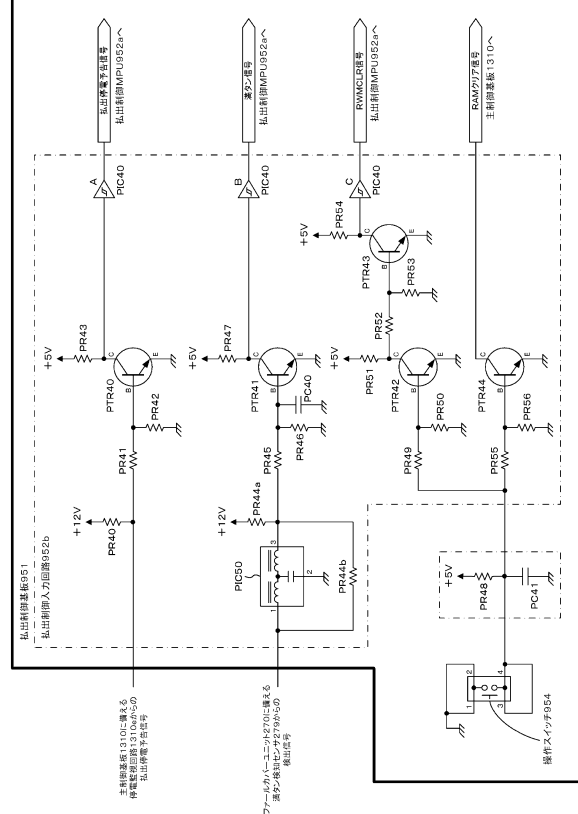 払出停電予告信号
払出制御MPU952aへ
満タン信号
払出制御MPU952aへ
RWMCLR信号
払出制御MPU952aへ
RAMクリア信号
主制御基板1310へ
払出制御基板951
払出制御入力回路952b
A
PIC40
B
PIC40
C
PIC40
+5V
PR54
C
B
E
PTR43
PR53
PR52
+5V
PR43
C
B
E
PTR40
PR42
PR41
+12V
PR40
+5V
PR47
C
B
E
PTR41
PC40
PR46
PR45
+12V
PR44a
PIC50
1
2
3
PR44b
+5V
PR51
C
B
E
PTR42
PR50
PR49
C
B
E
PTR44
PR56
PR55
+5V
PR48
PC41
1
2
3
4
操作スイッチ954
主制御基板1310に備える
停電監視回路1310eからの
払出停電予告信号
ファールカバーユニット270に備える
満タン検知センサ279からの
検出信号